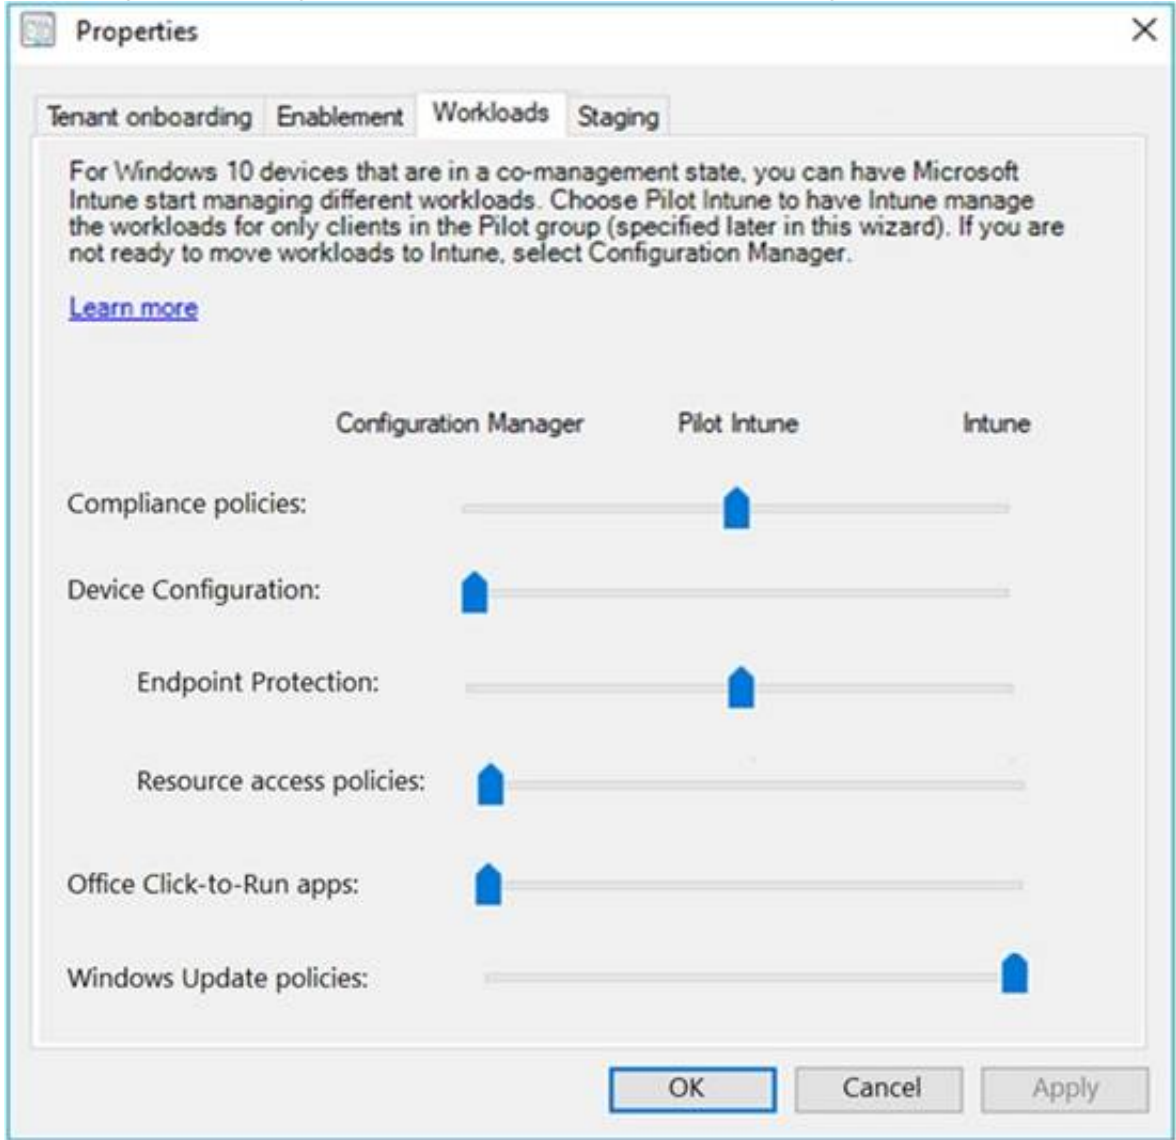 Properties
Tenant onboarding Enablement Workloads Staging
For Windows 10 devices that are in a co-management state, you can have Microsoft
Intune start managing different workloads. Choose Pilot Intune to have Intune manage
the workloads for only clients in the Pilot group (specified later in this wizard). If you are
not ready to move workloads to Intune, select Configuration Manager.
Learn more
Configuration Manager Pilot Intune Intune
Compliance policies:
Device Configuration:
Endpoint Protection:
Resource access policies:
Office Click-to-Run apps:
Windows Update policies:
OK Cancel Apply